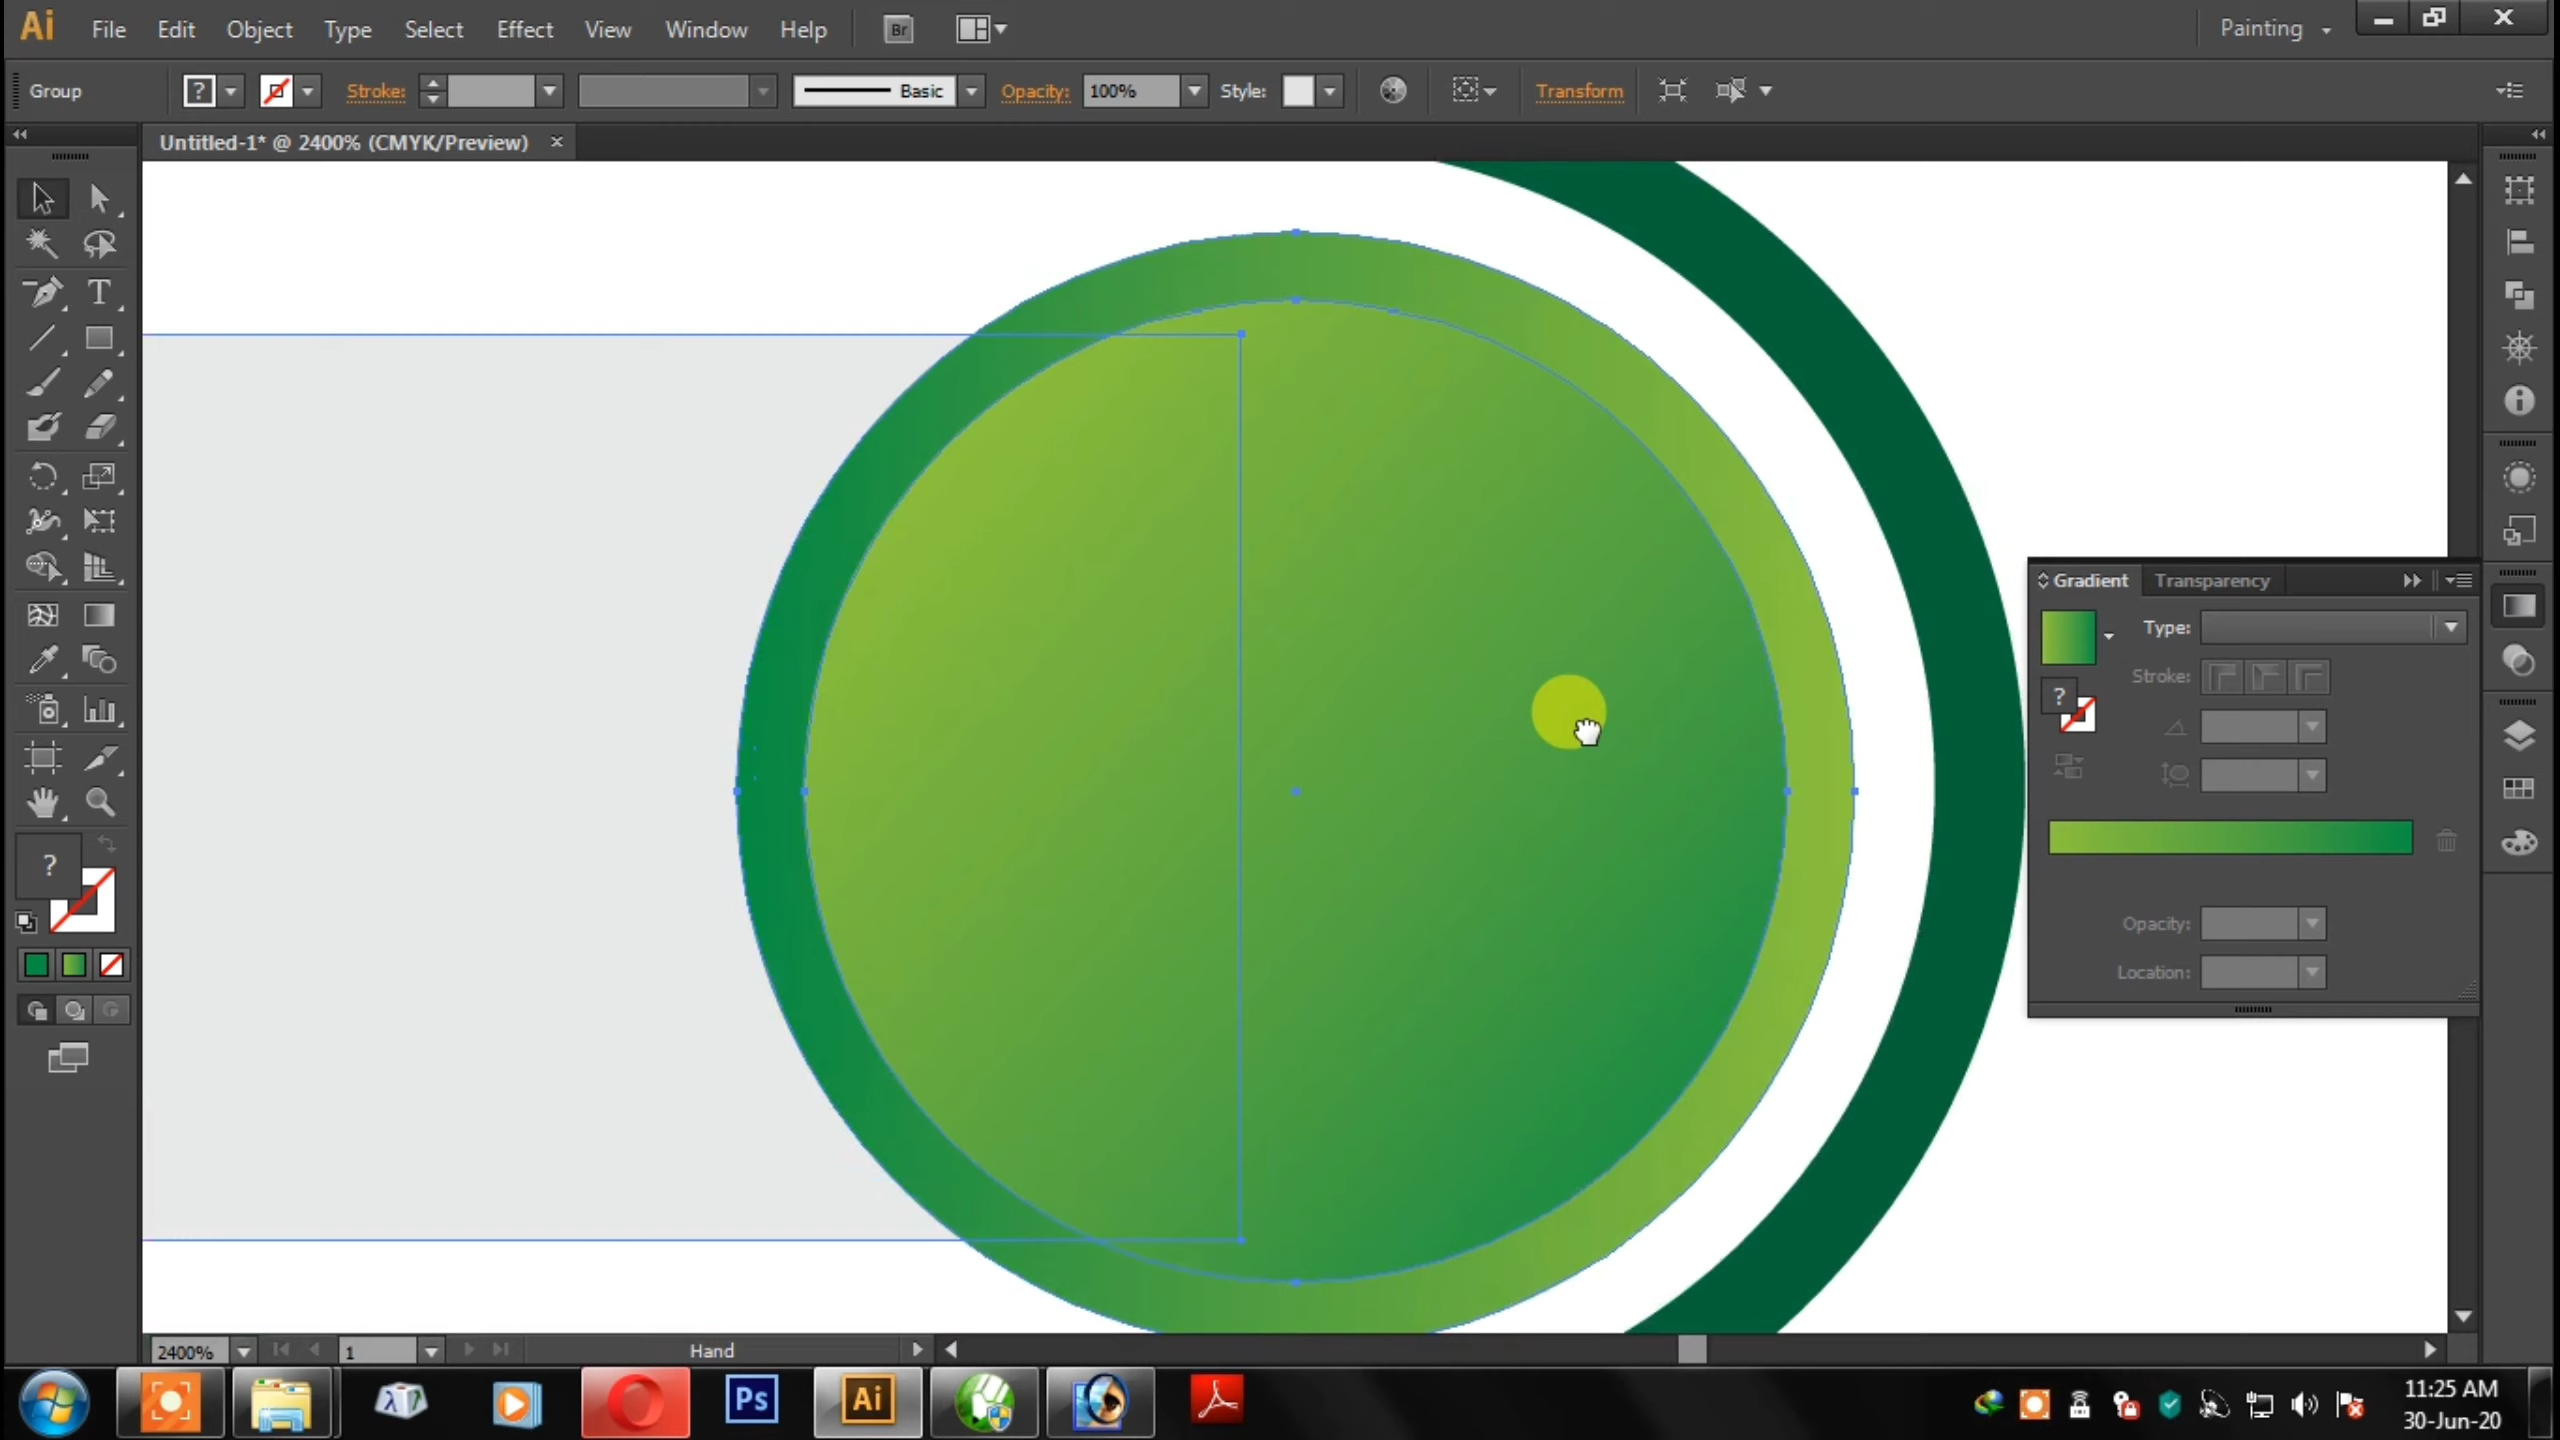 Ai File Edit Object Type Select Effect View Window Help Br Painting
Group ? Stroke: Basic Opacity: 100% Style: Transform
Untitled-1* @ 2400% (CMYK/Preview)
T
Gradient Transparency
Type:
Stroke:
?
?
Opacity:
Location:
2400% 1 Hand
Ps Ai
11:25 AM
30-Jun-20